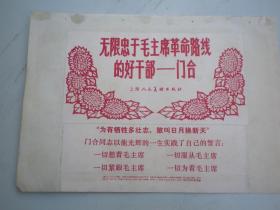 无限忠于毛主席革命路线
的好干部——门合
上海人民美术出版社
“为有牺牲多壮志,敢叫日月换新天”
门合同志以他光辉的一生实践了自己的誓言:
一切想着毛主席
一切服从毛主席
一切紧跟毛主席
一切为着毛主席